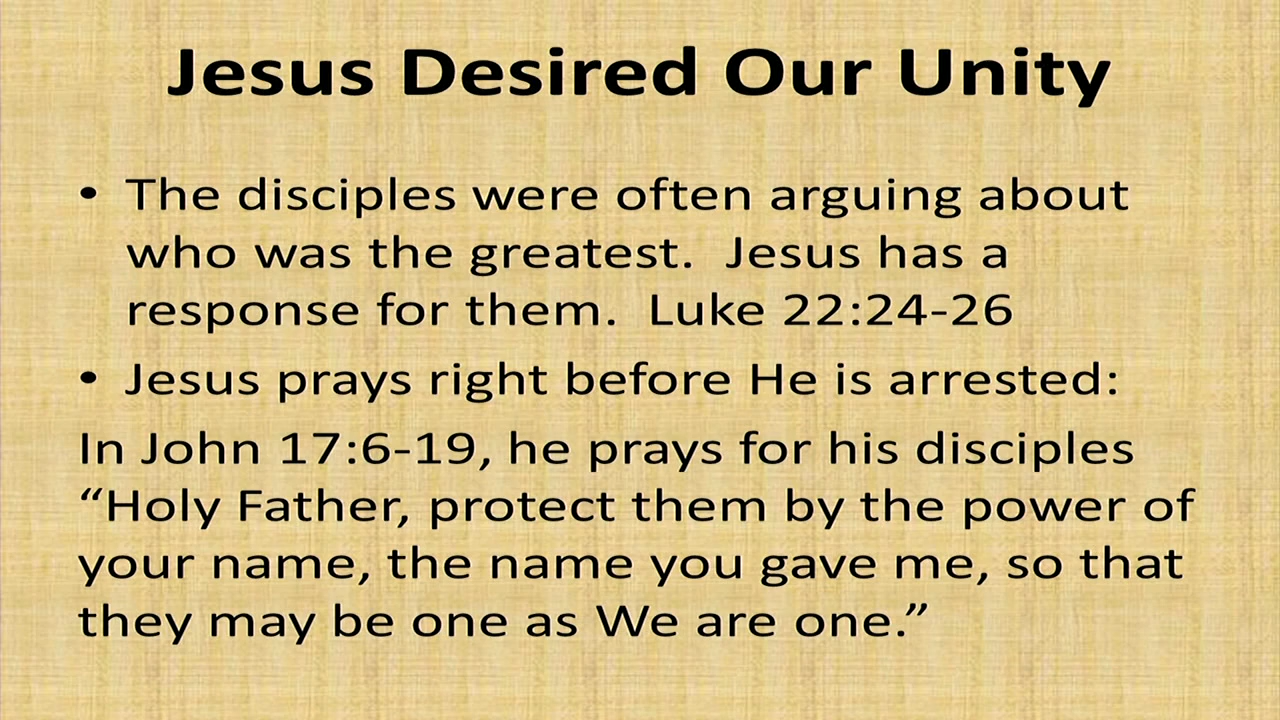 Jesus Desired Our Unity
• The disciples were often arguing about
who was the greatest.  Jesus has a
response for them.  Luke 22:24-26
• Jesus prays right before He is arrested:
In John 17:6-19, he prays for his disciples
“Holy Father, protect them by the power of
your name, the name you gave me, so that
they may be one as We are one.”